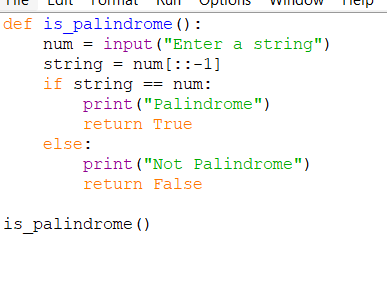 File Edit Format Run Options Window Help
def is_palindrome():
    num = input("Enter a string")
    string = num[::-1]
    if string == num:
        print("Palindrome")
        return True
    else:
        print("Not Palindrome")
        return False

is_palindrome()